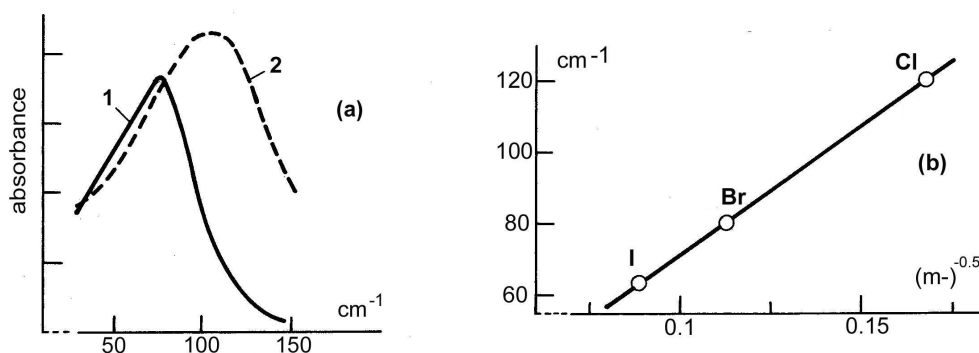 absorbance
1
2
(a)
50
100
150
cm⁻¹
cm⁻¹
120
100
80
60
Cl
Br
I
(b)
(m-)⁻⁰·⁵
0.1
0.15